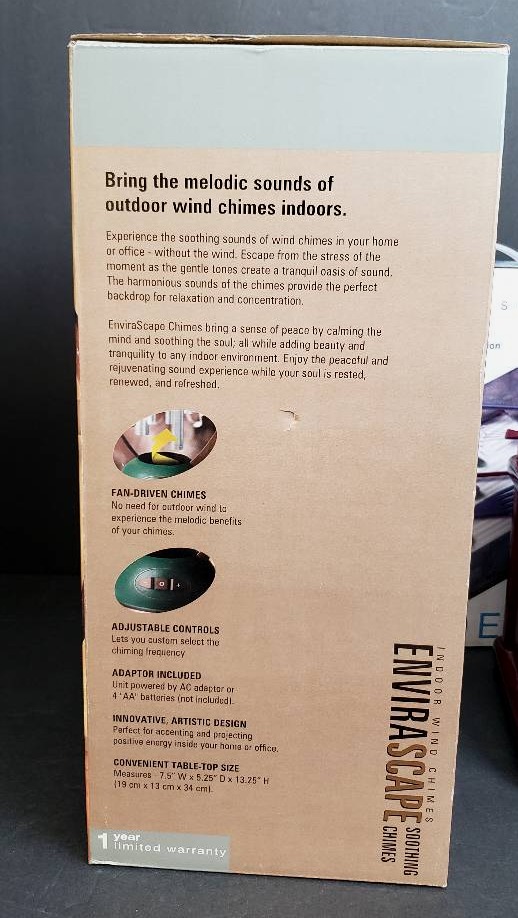 Bring the melodic sounds of
outdoor wind chimes indoors.
Experience the soothing sounds of wind chimes in your home
or office - without the wind. Escape from the stress of the
moment as the gentle tones create a tranquil oasis of sound.
The harmonious sounds of the chimes provide the perfect
backdrop for relaxation and concentration.
EnviraScape Chimes bring a sense of peace by calming the
mind and soothing the soul; all while adding beauty and
tranquility to any indoor environment. Enjoy the peaceful and
rejuvenating sound experience while your soul is rested,
renewed, and refreshed.
FAN-DRIVEN CHIMES
No need for outdoor wind to
experience the melodic benefits
of your chimes.
ADJUSTABLE CONTROLS
Lets you custom select the
chiming frequency
ADAPTOR INCLUDED
Unit powered by AC adaptor or
4 "AA" batteries (not included).
INNOVATIVE, ARTISTIC DESIGN
Perfect for accenting and projecting
positive energy inside your home or office.
CONVENIENT TABLE-TOP SIZE
Measures - 7.5" W x 5.25" D x 13.25" H
(19 cm x 13 cm x 34 cm).
1 year
limited warranty
INDOOR WIND CHIMES
ENVIRASCAPE
SOOTHING
CHIMES
S
on
E